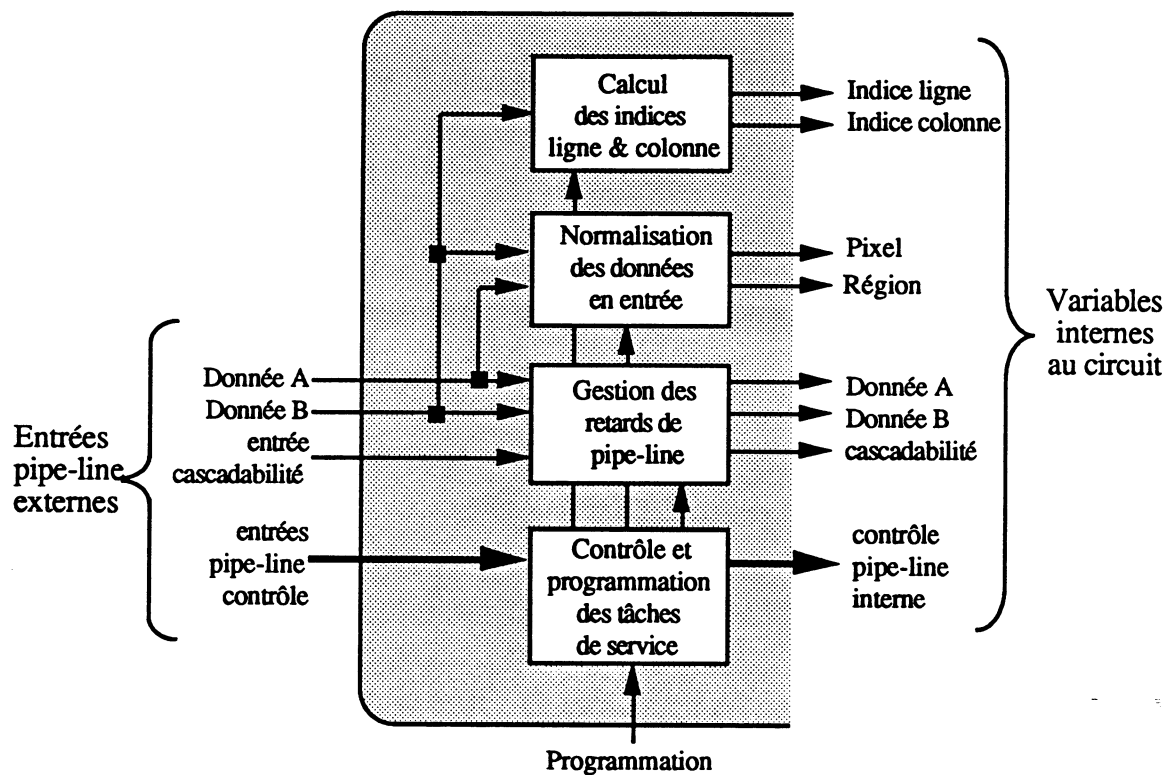 Calcul
des indices
ligne & colonne
Indice ligne
Indice colonne
Normalisation
des données
en entrée
Pixel
Région
Variables
internes
au circuit
Entrées
pipe-line
externes
Donnée A
Donnée B
entrée
cascadabilité
Gestion des
retards de
pipe-line
Donnée A
Donnée B
cascadabilité
entrées
pipe-line
contrôle
Contrôle et
programmation
des tâches
de service
contrôle
pipe-line
interne
Programmation